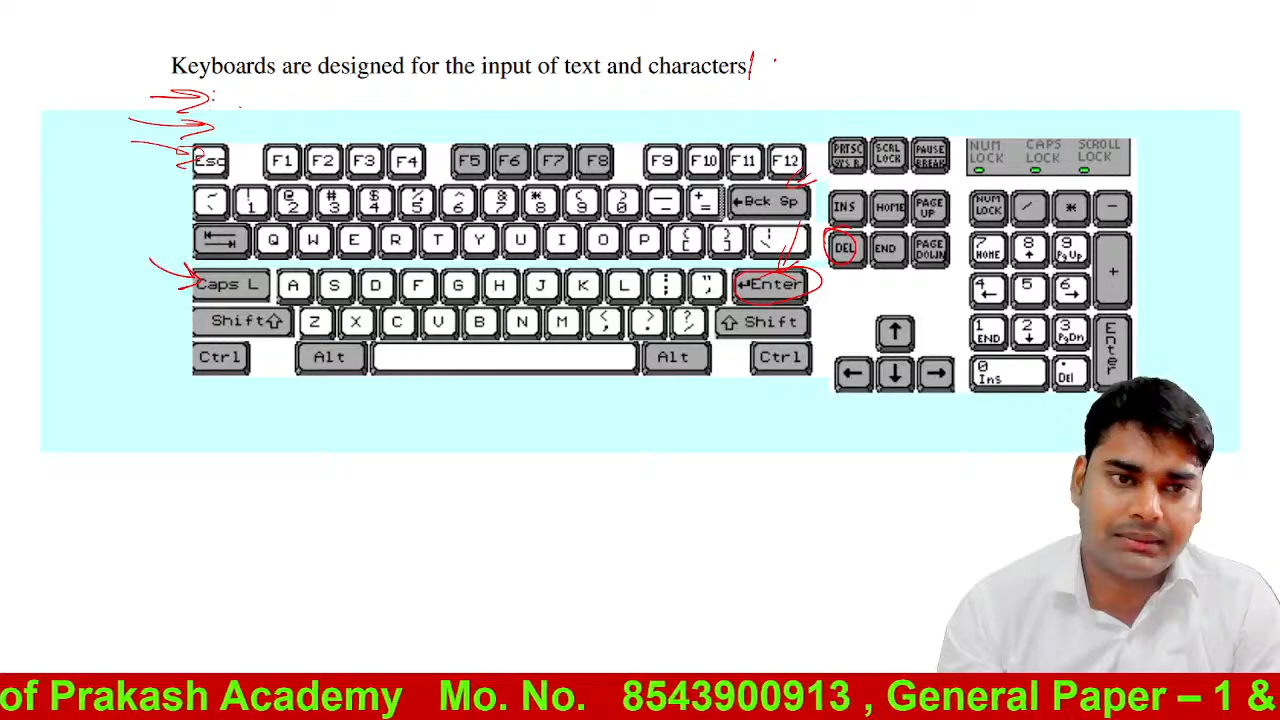 Keyboards are designed for the input of text and characters.
Esc F1 F2 F3 F4 F5 F6 F7 F8 F9 F10 F11 F12 PRTSC SYS R SCRL LOCK PAUSE BREAK NUM LOCK CAPS LOCK SCROLL LOCK
~ ` ! 1 @ 2 # 3 $ 4 % 5 ^ 6 & 7 * 8 ( 9 ) 0 _ - + = ←Bck Sp INS HOME PAGE UP NUM LOCK / * -
Q W E R T Y U I O P { [ } ] | \ DEL END PAGE DOWN 7 HOME 8 ↑ 9 PgUp +
Caps L A S D F G H J K L : ; " ' ↵Enter 4 ← 5 6 →
Shift Z X C V B N M < , > . ? / Shift ↑ 1 END 2 ↓ 3 PgDn Enter
Ctrl Alt Alt Ctrl ← ↓ → 0 Ins . Del
of Prakash Academy Mo. No. 8543900913 , General Paper – 1 &